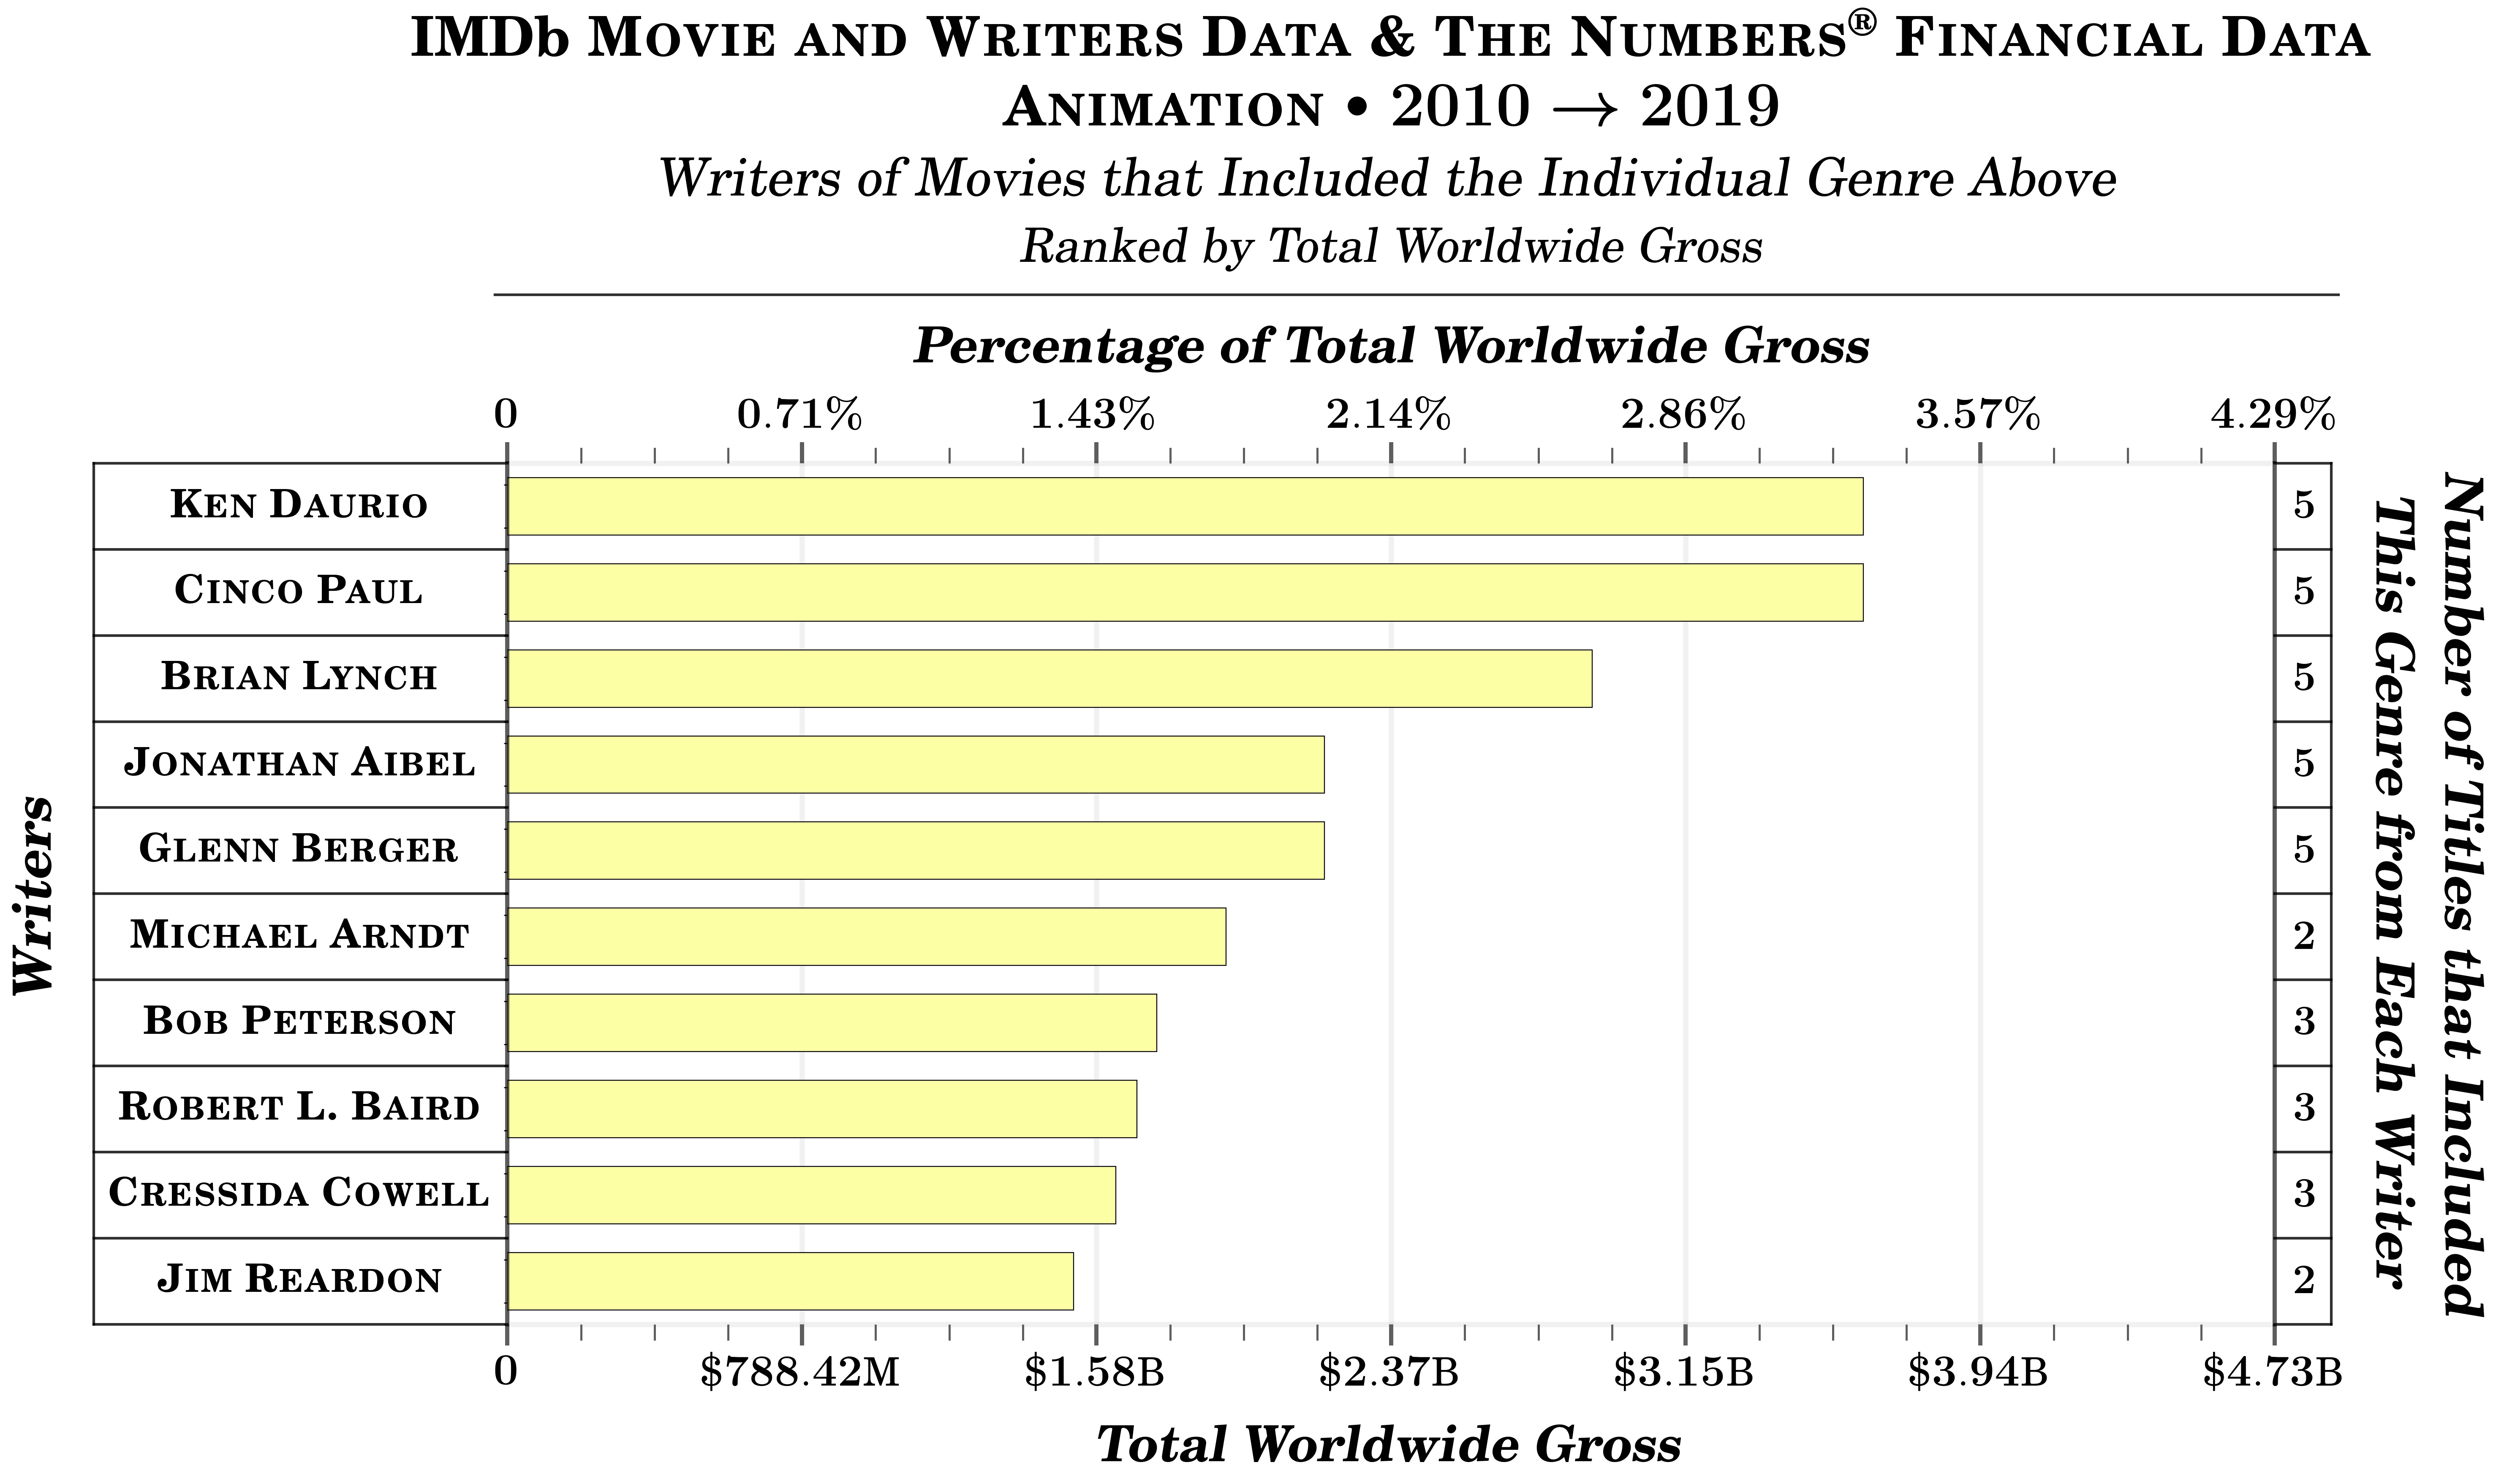 IMDb Movie and Writers Data & The Numbers® Financial Data
Animation • 2010 → 2019
Writers of Movies that Included the Individual Genre Above
Ranked by Total Worldwide Gross
Percentage of Total Worldwide Gross
0 0.71% 1.43% 2.14% 2.86% 3.57% 4.29%
Writers
Ken Daurio 5
Cinco Paul 5
Brian Lynch 5
Jonathan Aibel 5
Glenn Berger 5
Michael Arndt 2
Bob Peterson 3
Robert L. Baird 3
Cressida Cowell 3
Jim Reardon 2
Number of Titles that Included
This Genre from Each Writer
0 $788.42M $1.58B $2.37B $3.15B $3.94B $4.73B
Total Worldwide Gross